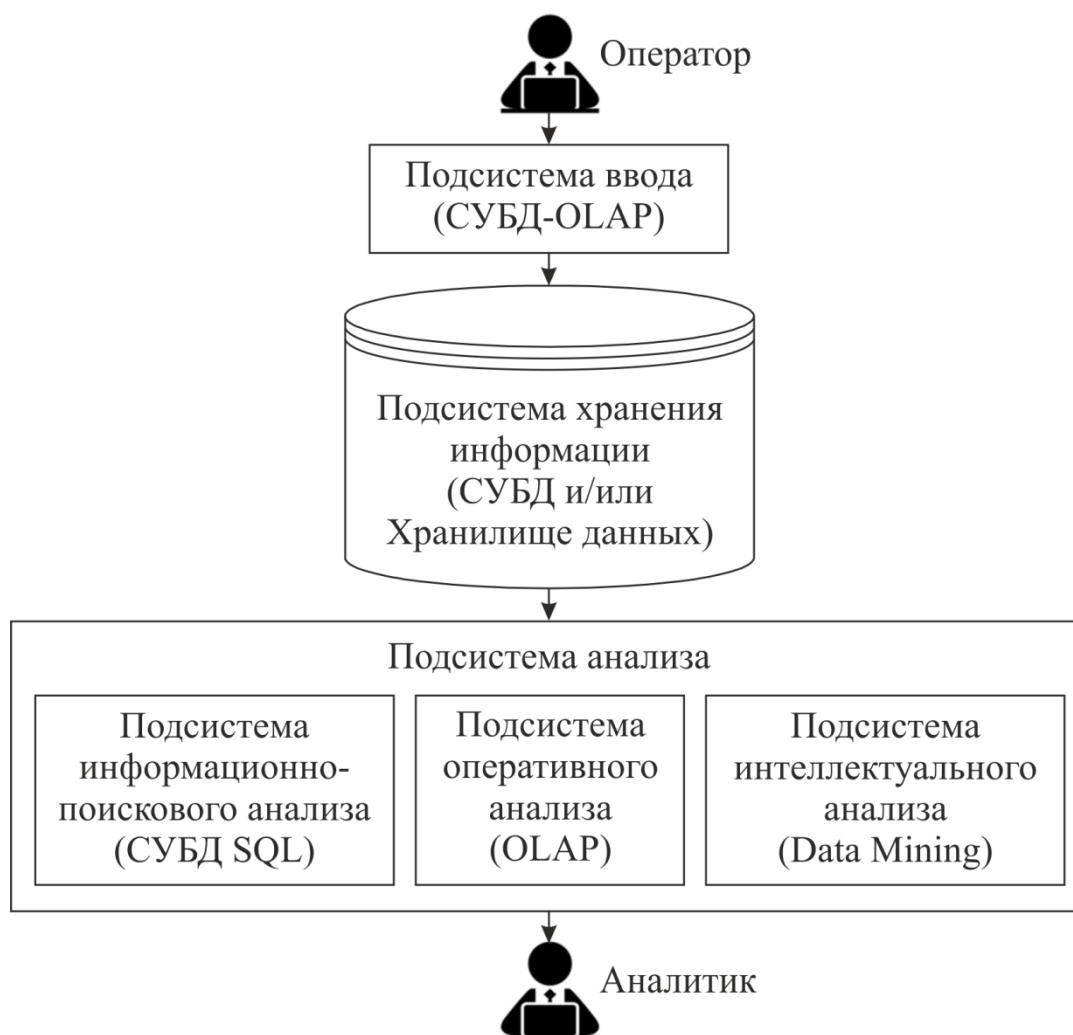 Оператор
Подсистема ввода
(СУБД-OLAP)
Подсистема хранения
информации
(СУБД и/или
Хранилище данных)
Подсистема анализа
Подсистема
информационно-
поискового анализа
(СУБД SQL)
Подсистема
оперативного
анализа
(OLAP)
Подсистема
интеллектуального
анализа
(Data Mining)
Аналитик